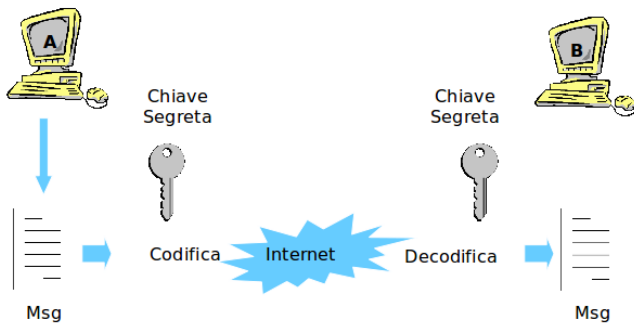 A
B
Chiave
Segreta
Chiave
Segreta
Codifica
Internet
Decodifica
Msg
Msg